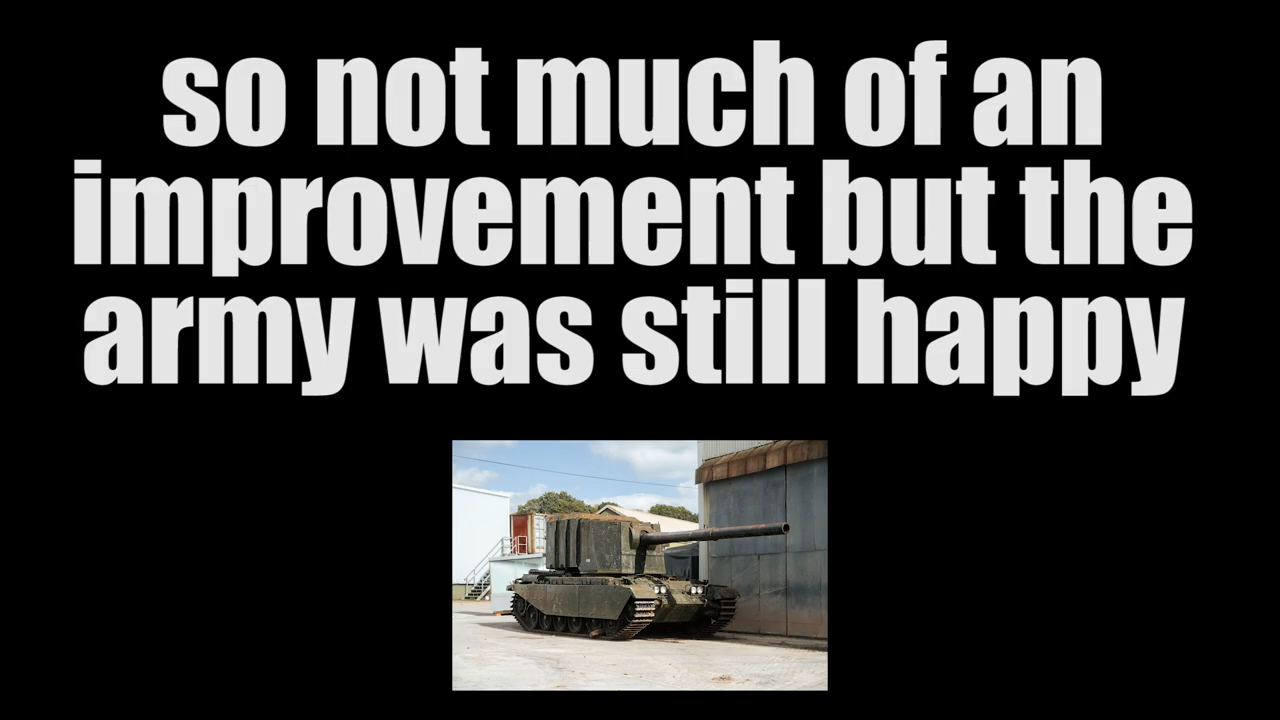 so not much of an
improvement but the
army was still happy